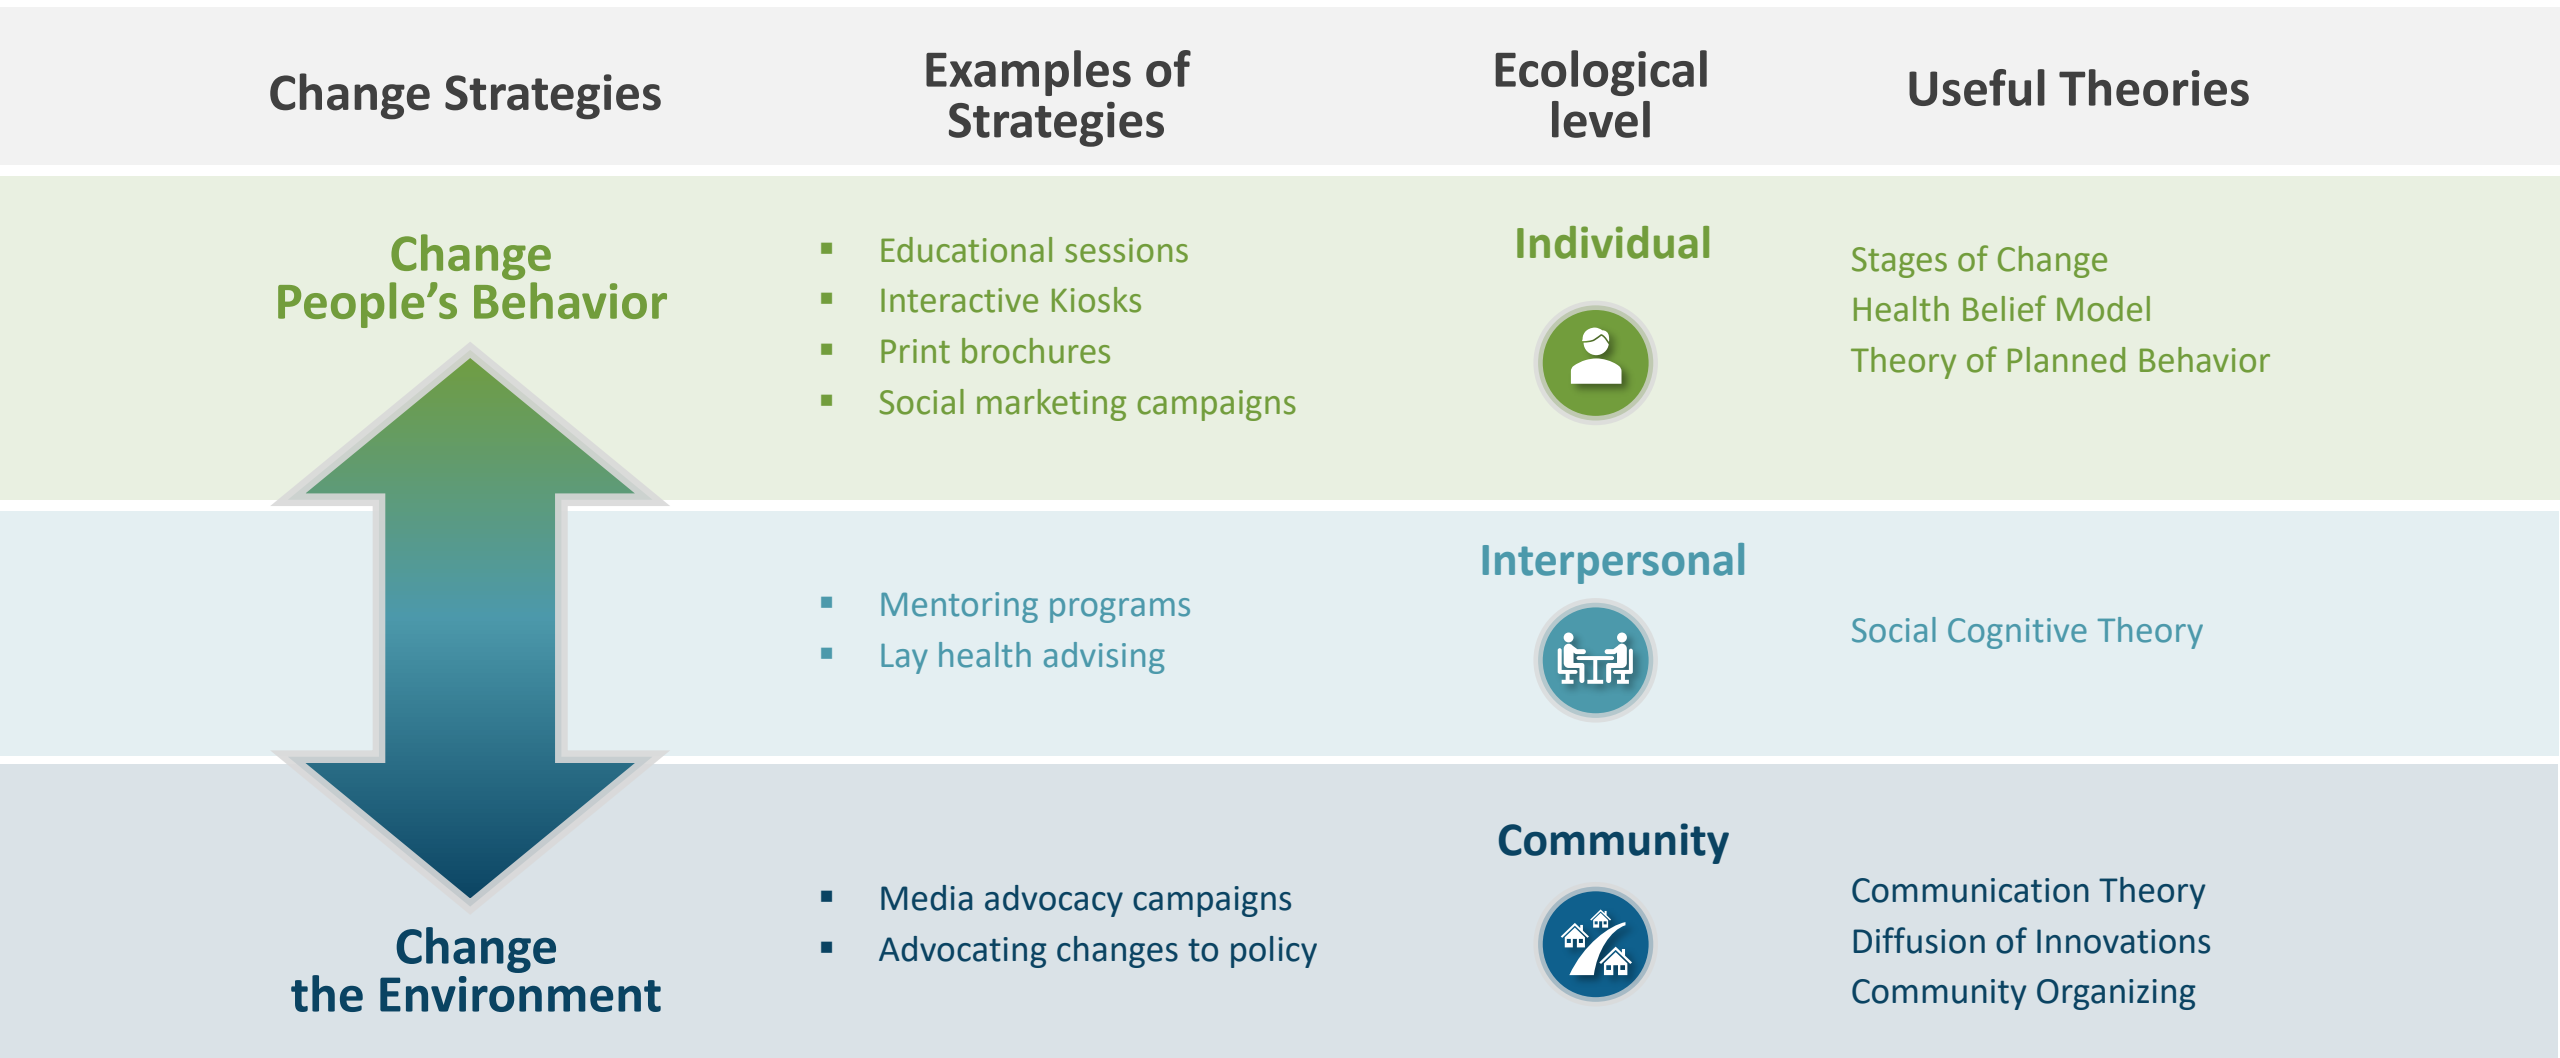 Change Strategies
Examples of
Strategies
Ecological
level
Useful Theories
Change
People’s Behavior
▪ Educational sessions
▪ Interactive Kiosks
▪ Print brochures
▪ Social marketing campaigns
Individual
Stages of Change
Health Belief Model
Theory of Planned Behavior
▪ Mentoring programs
▪ Lay health advising
Interpersonal
Social Cognitive Theory
Change
the Environment
▪ Media advocacy campaigns
▪ Advocating changes to policy
Community
Communication Theory
Diffusion of Innovations
Community Organizing